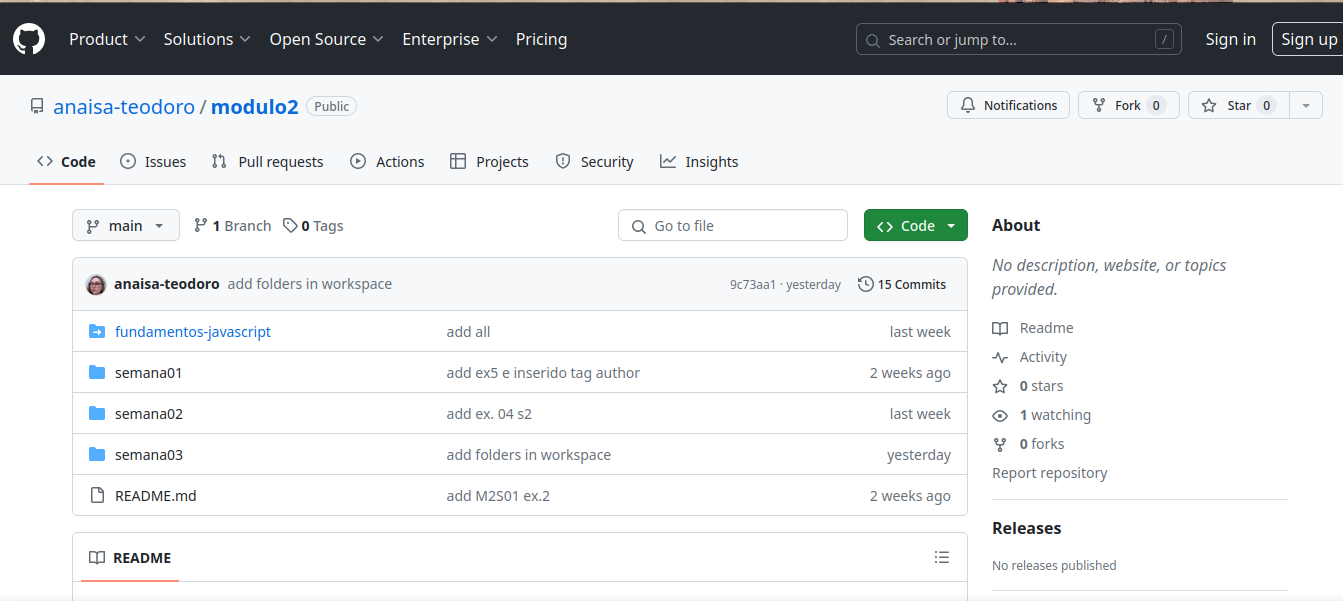 Product Solutions Open Source Enterprise Pricing Search or jump to... / Sign in Sign up
anaisa-teodoro / modulo2 Public Notifications Fork 0 Star 0
Code Issues Pull requests Actions Projects Security Insights
main 1 Branch 0 Tags Go to file Code
anaisa-teodoro add folders in workspace 9c73aa1 · yesterday 15 Commits
fundamentos-javascript add all last week
semana01 add ex5 e inserido tag author 2 weeks ago
semana02 add ex. 04 s2 last week
semana03 add folders in workspace yesterday
README.md add M2S01 ex.2 2 weeks ago
README
About
No description, website, or topics
provided.
Readme
Activity
0 stars
1 watching
0 forks
Report repository
Releases
No releases published